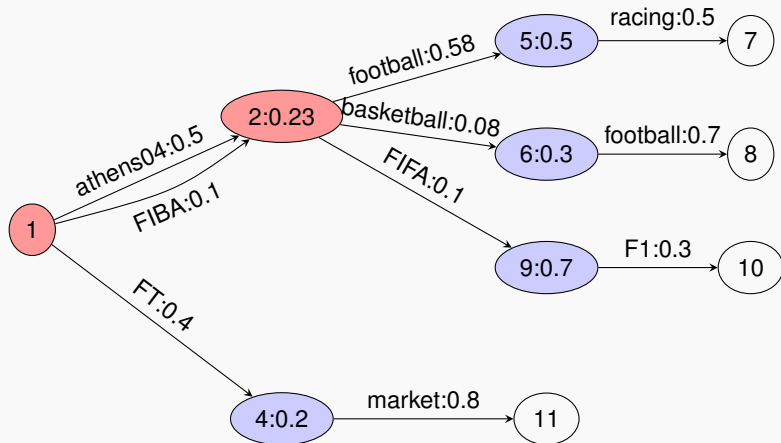 racing:0.5
5:0.5
7
football:0.58
2:0.23
basketball:0.08
football:0.7
6:0.3
8
athens04:0.5
FIBA:0.1
FIFA:0.1
1
F1:0.3
9:0.7
10
FT:0.4
market:0.8
4:0.2
11